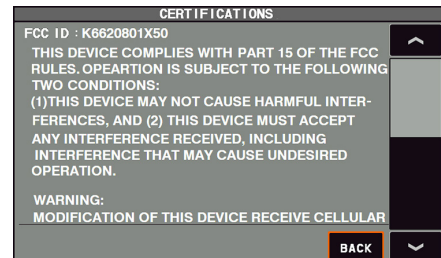 CERTIFICATIONS
FCC ID : K6620801X50
THIS DEVICE COMPLIES WITH PART 15 OF THE FCC
RULES. OPEARTION IS SUBJECT TO THE FOLLOWING
TWO CONDITIONS:
(1)THIS DEVICE MAY NOT CAUSE HARMFUL INTER-
FERENCES, AND (2) THIS DEVICE MUST ACCEPT
ANY INTERFERENCE RECEIVED, INCLUDING
INTERFERENCE THAT MAY CAUSE UNDESIRED
OPERATION.
WARNING:
MODIFICATION OF THIS DEVICE RECEIVE CELLULAR
BACK